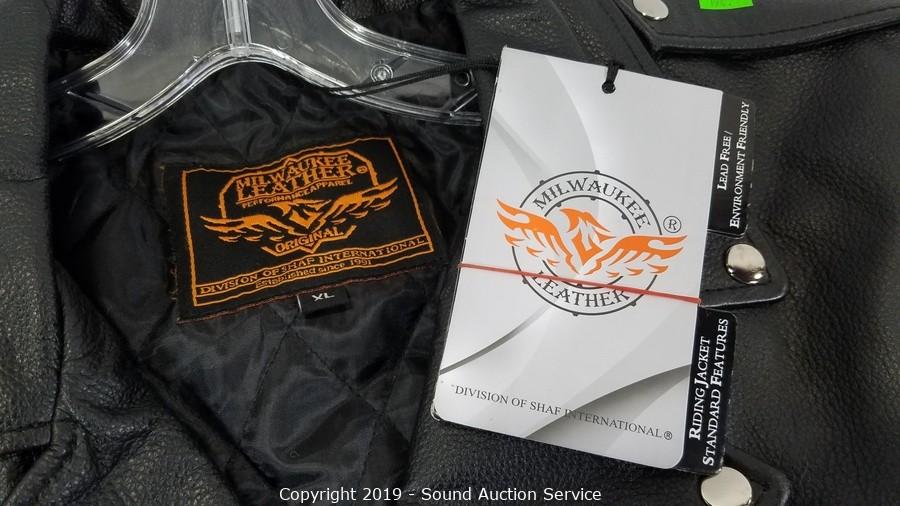 MILWAUKEE
LEATHER®
PERFORMANCE APPAREL
ORIGINAL
DIVISION OF SHAF INTERNATIONAL
Established since 1991
XL
MILWAUKEE
®
LEATHER
"DIVISION OF SHAF INTERNATIONAL®
LEAD FREE /
ENVIRONMENT FRIENDLY
RIDING JACKET
STANDARD FEATURES
Copyright 2019 - Sound Auction Service